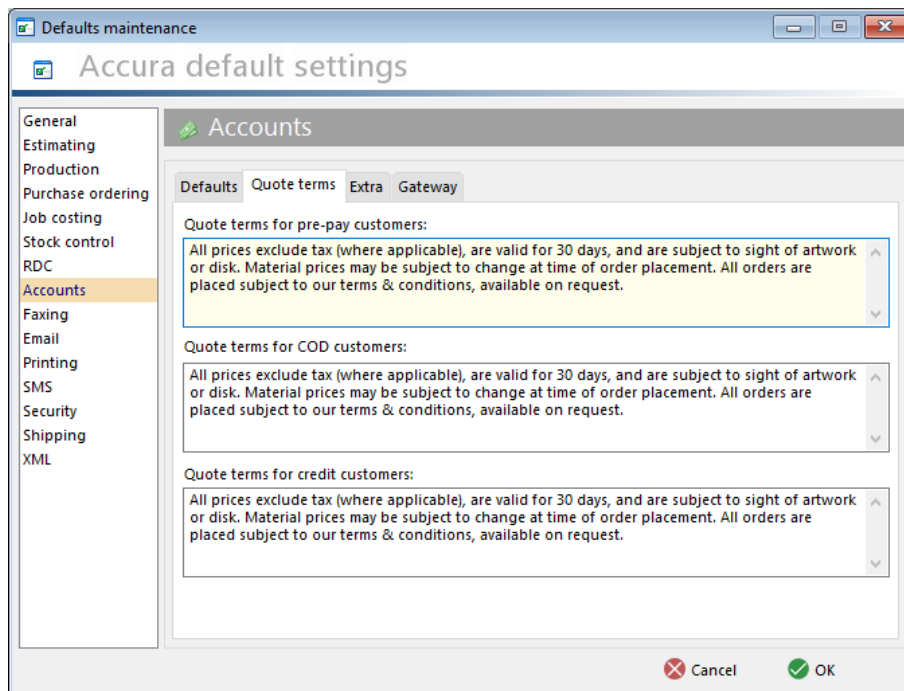 Defaults maintenance
Accura default settings
General
Estimating
Production
Purchase ordering
Job costing
Stock control
RDC
Accounts
Faxing
Email
Printing
SMS
Security
Shipping
XML
Accounts
Defaults Quote terms Extra Gateway
Quote terms for pre-pay customers:
All prices exclude tax (where applicable), are valid for 30 days, and are subject to sight of artwork
or disk. Material prices may be subject to change at time of order placement. All orders are
placed subject to our terms & conditions, available on request.
Quote terms for COD customers:
All prices exclude tax (where applicable), are valid for 30 days, and are subject to sight of artwork
or disk. Material prices may be subject to change at time of order placement. All orders are
placed subject to our terms & conditions, available on request.
Quote terms for credit customers:
All prices exclude tax (where applicable), are valid for 30 days, and are subject to sight of artwork
or disk. Material prices may be subject to change at time of order placement. All orders are
placed subject to our terms & conditions, available on request.
Cancel OK